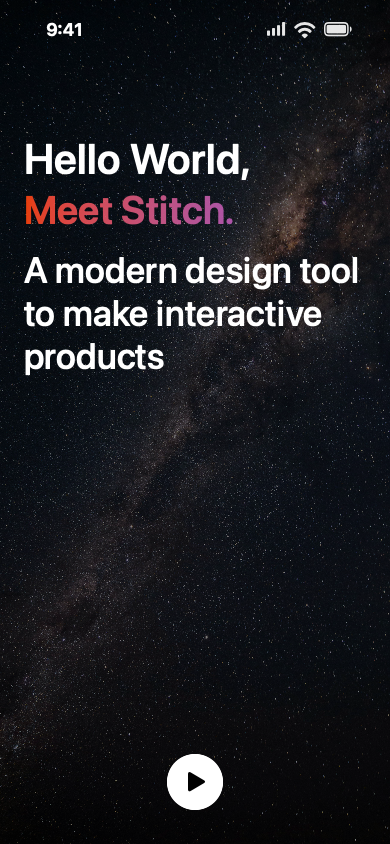 9:41
Hello World,
Meet Stitch.
A modern design tool
to make interactive
products